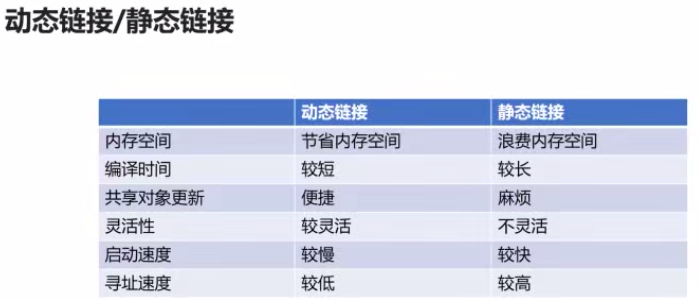 动态链接/静态链接
动态链接 静态链接
内存空间 节省内存空间 浪费内存空间
编译时间 较短 较长
共享对象更新 便捷 麻烦
灵活性 较灵活 不灵活
启动速度 较慢 较快
寻址速度 较低 较高